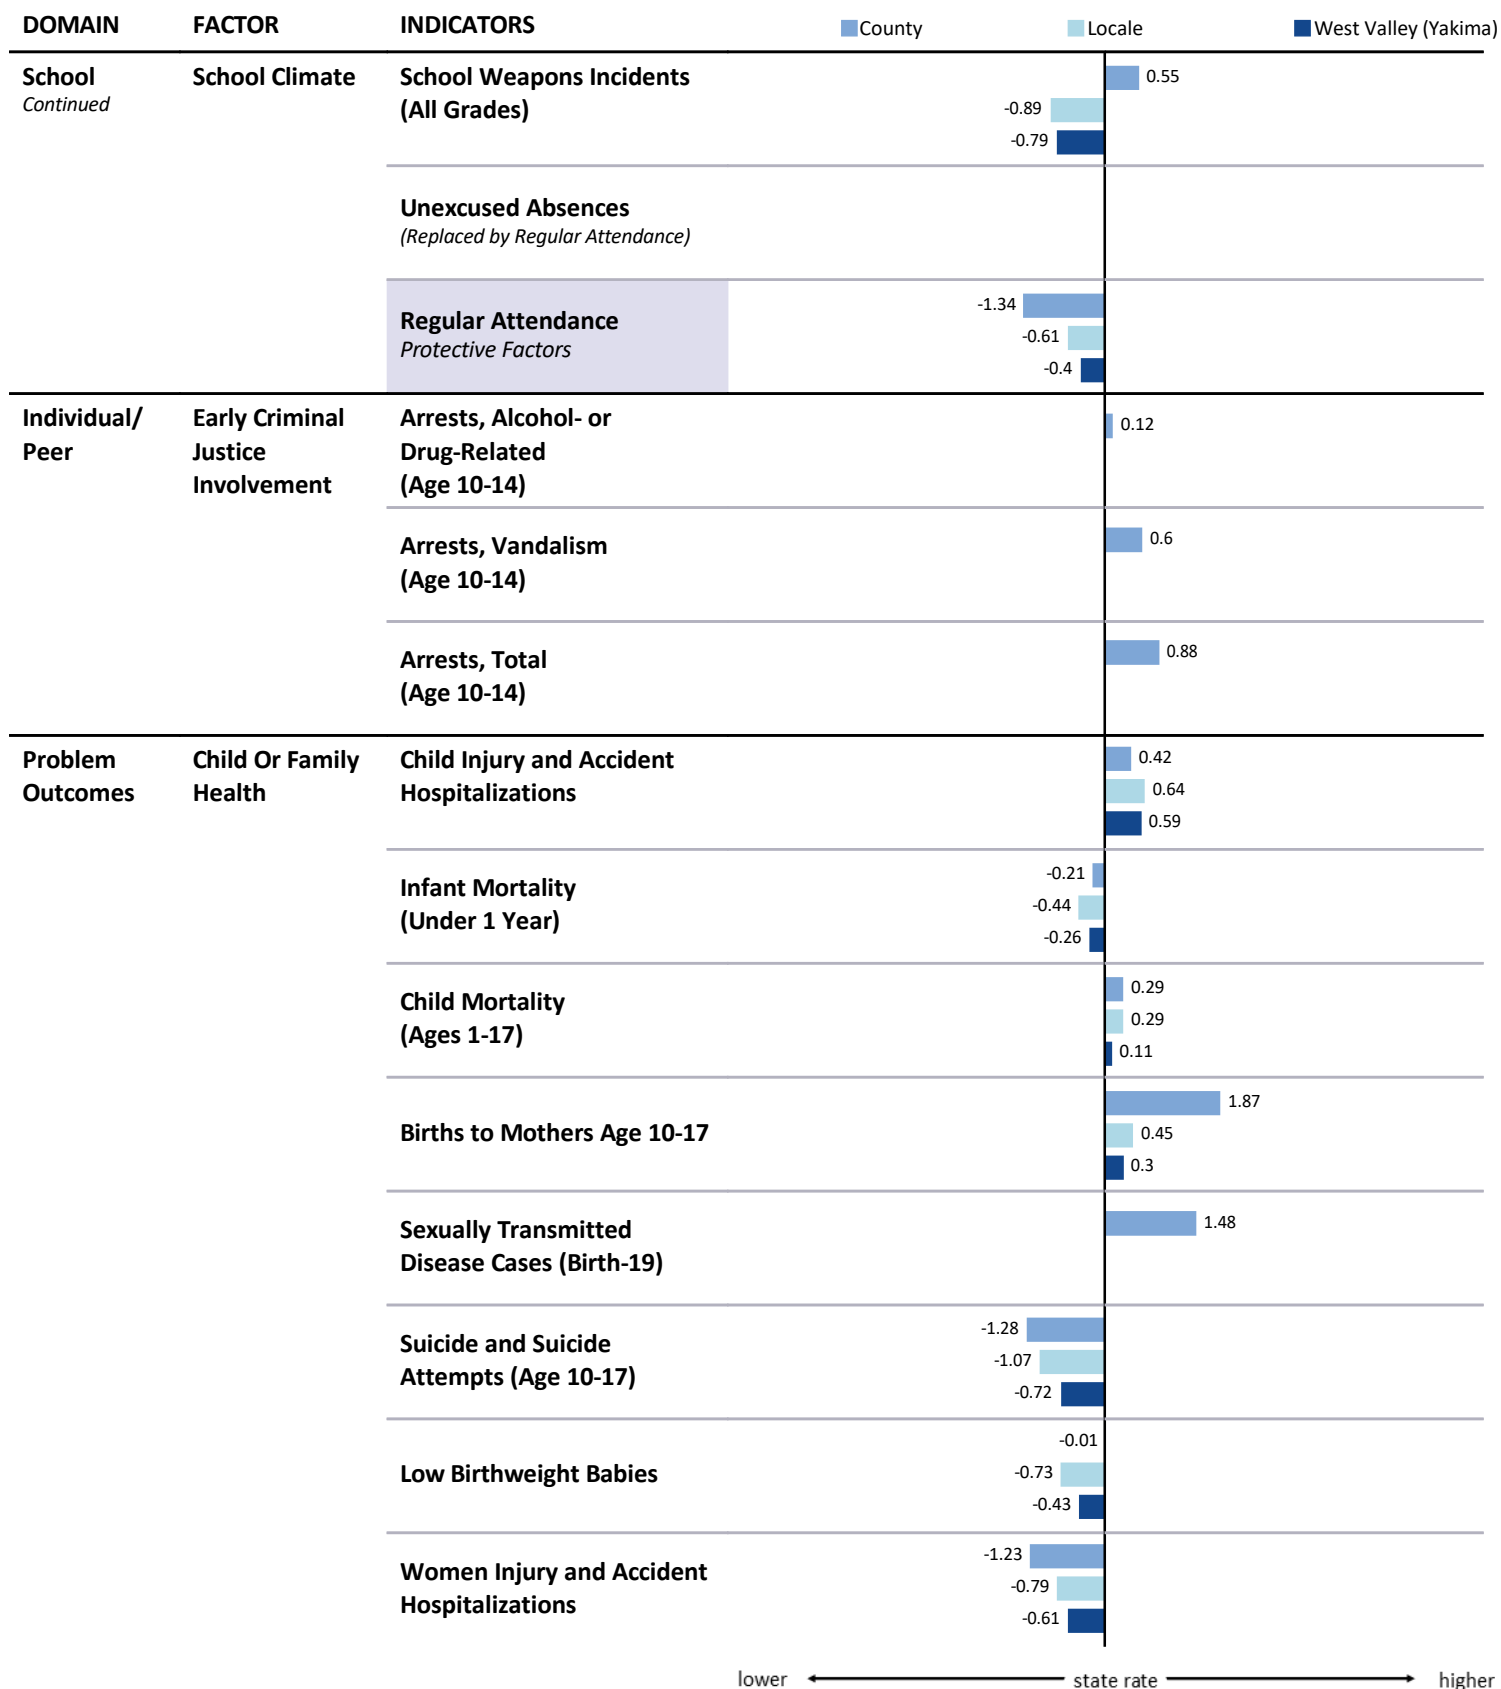 DOMAIN FACTOR INDICATORS County Locale West Valley (Yakima)
School School Climate School Weapons Incidents 0.55
Continued (All Grades) -0.89
-0.79
Unexcused Absences
(Replaced by Regular Attendance)
-1.34
Regular Attendance -0.61
Protective Factors -0.4
Individual/ Early Criminal Arrests, Alcohol- or 0.12
Peer Justice Drug-Related
Involvement (Age 10-14)
Arrests, Vandalism 0.6
(Age 10-14)
Arrests, Total 0.88
(Age 10-14)
Problem Child Or Family Child Injury and Accident 0.42
Outcomes Health Hospitalizations 0.64
0.59
-0.21
Infant Mortality -0.44
(Under 1 Year) -0.26
0.29
Child Mortality 0.29
(Ages 1-17) 0.11
1.87
Births to Mothers Age 10-17 0.45
0.3
Sexually Transmitted 1.48
Disease Cases (Birth-19)
-1.28
Suicide and Suicide -1.07
Attempts (Age 10-17) -0.72
-0.01
Low Birthweight Babies -0.73
-0.43
-1.23
Women Injury and Accident -0.79
Hospitalizations -0.61
lower state rate higher